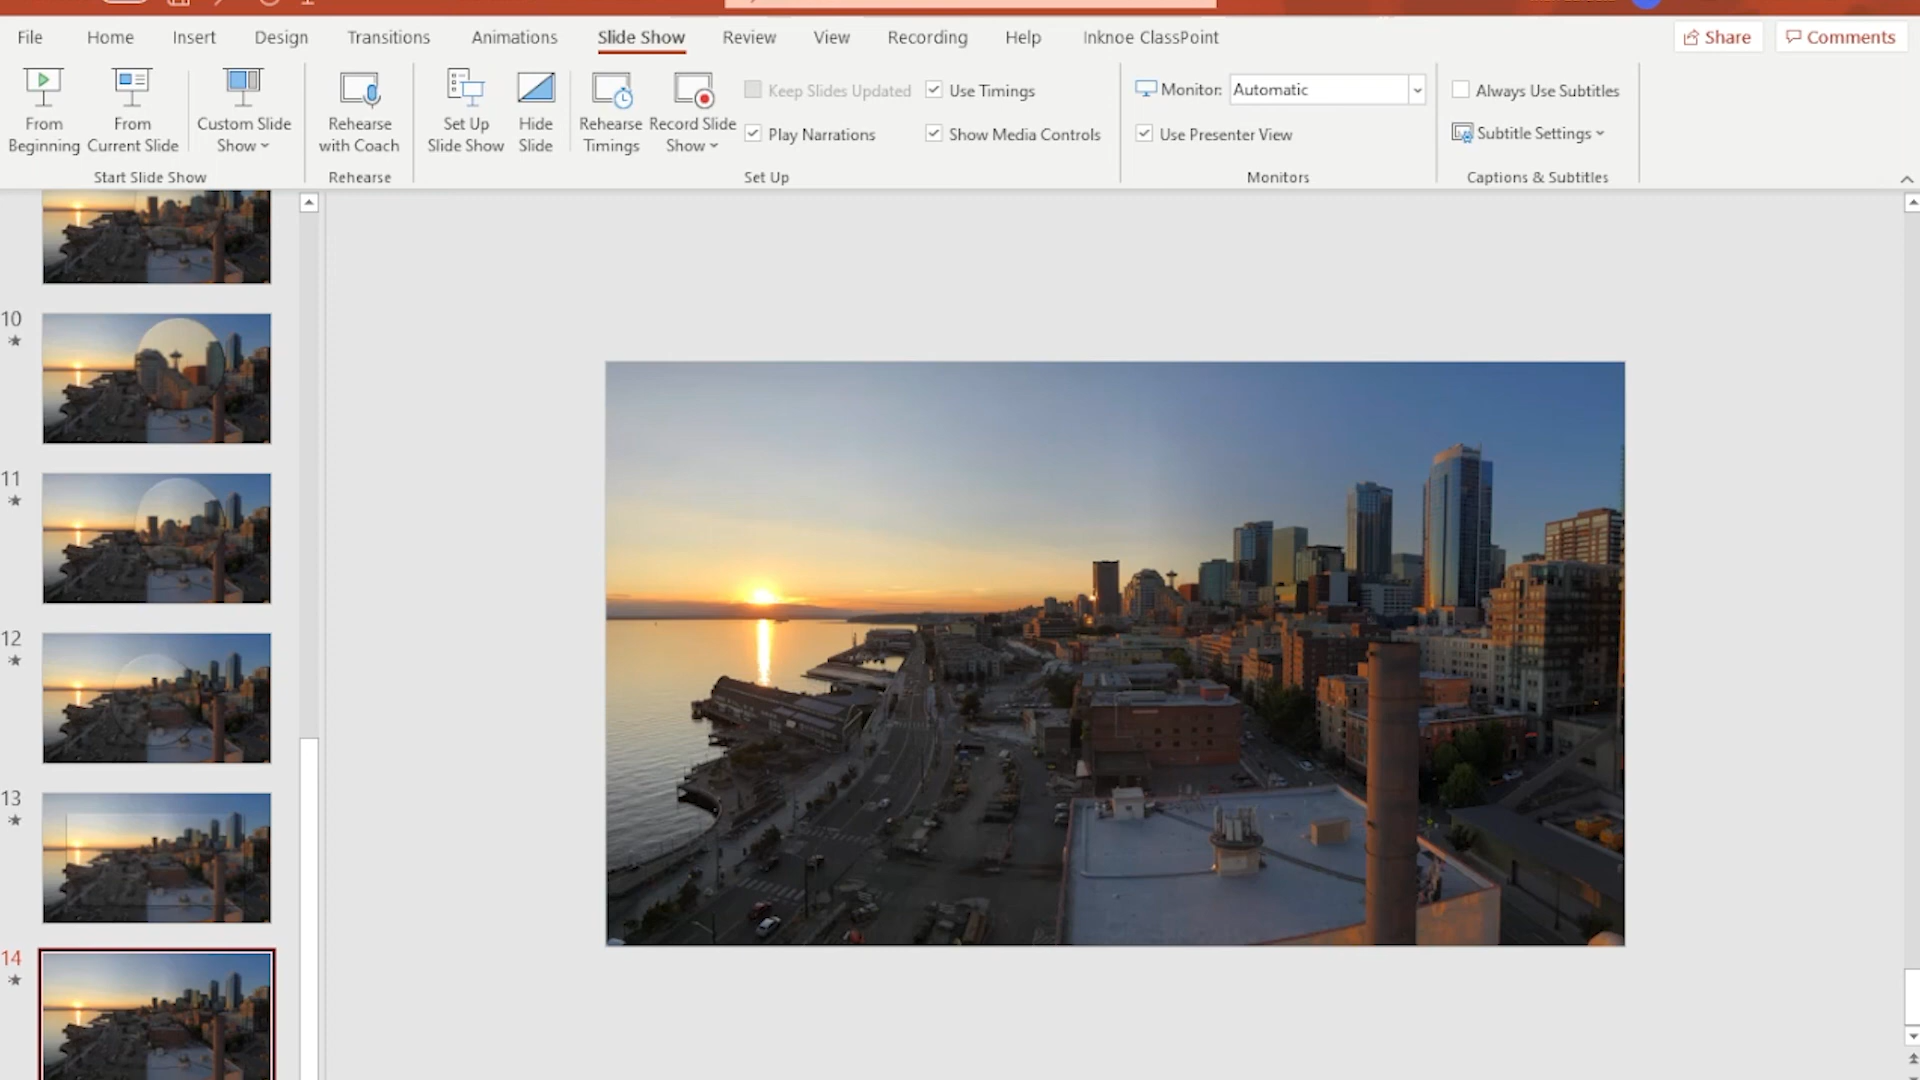 File Home Insert Design Transitions Animations Slide Show Review View Recording Help Inknoe ClassPoint Share Comments
From Beginning
From Current Slide
Custom Slide Show
Start Slide Show
Rehearse with Coach
Rehearse
Set Up Slide Show
Hide Slide
Rehearse Timings
Record Slide Show
Keep Slides Updated
Play Narrations
Use Timings
Show Media Controls
Set Up
Monitor: Automatic
Use Presenter View
Monitors
Always Use Subtitles
Subtitle Settings
Captions & Subtitles
10
11
12
13
14